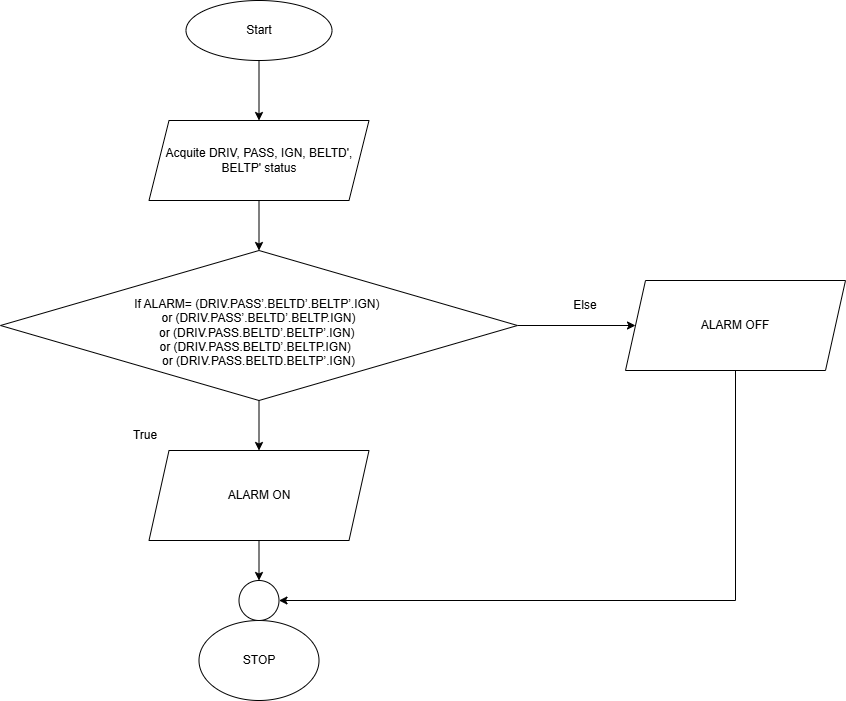 Start
Acquite DRIV, PASS, IGN, BELTD',
BELTP' status
If ALARM= (DRIV.PASS’.BELTD’.BELTP’.IGN)
or (DRIV.PASS’.BELTD’.BELTP.IGN)
or (DRIV.PASS.BELTD’.BELTP’.IGN)
or (DRIV.PASS.BELTD’.BELTP.IGN)
or (DRIV.PASS.BELTD.BELTP’.IGN)
Else
ALARM OFF
True
ALARM ON
STOP